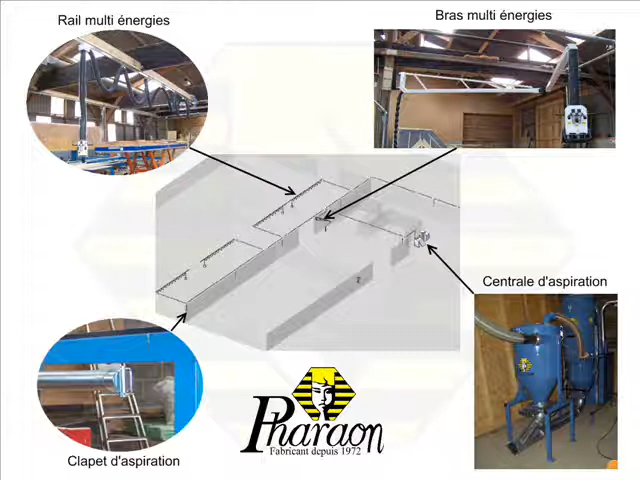 Rail multi énergies
Bras multi énergies
Centrale d'aspiration
Clapet d'aspiration
Pharaon
Fabricant depuis 1972